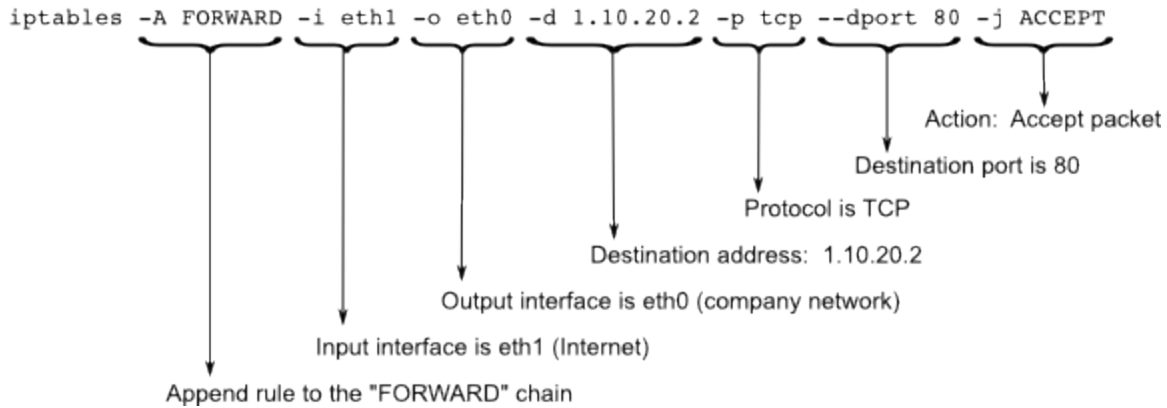 iptables -A FORWARD -i eth1 -o eth0 -d 1.10.20.2 -p tcp --dport 80 -j ACCEPT
Action: Accept packet
Destination port is 80
Protocol is TCP
Destination address: 1.10.20.2
Output interface is eth0 (company network)
Input interface is eth1 (Internet)
Append rule to the "FORWARD" chain